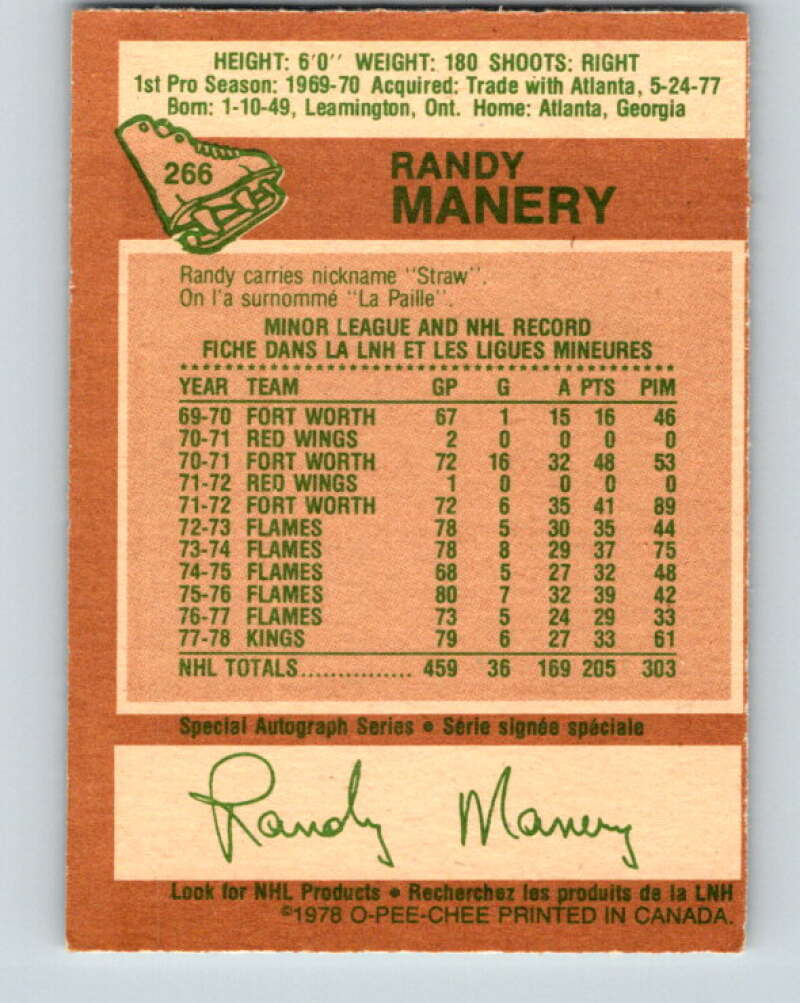 HEIGHT: 6'0'' WEIGHT: 180 SHOOTS: RIGHT
1st Pro Season: 1969-70 Acquired: Trade with Atlanta, 5-24-77
Born: 1-10-49, Leamington, Ont. Home: Atlanta, Georgia
266
RANDY
MANERY
Randy carries nickname ''Straw''.
On l'a surnommé ''La Paille''.
MINOR LEAGUE AND NHL RECORD
FICHE DANS LA LNH ET LES LIGUES MINEURES
YEAR TEAM GP G A PTS PIM
69-70 FORT WORTH 67 1 15 16 46
70-71 RED WINGS 2 0 0 0 0
70-71 FORT WORTH 72 16 32 48 53
71-72 RED WINGS 1 0 0 0 0
71-72 FORT WORTH 72 6 35 41 89
72-73 FLAMES 78 5 30 35 44
73-74 FLAMES 78 8 29 37 75
74-75 FLAMES 68 5 27 32 48
75-76 FLAMES 80 7 32 39 42
76-77 FLAMES 73 5 24 29 33
77-78 KINGS 79 6 27 33 61
NHL TOTALS............... 459 36 169 205 303
Special Autograph Series • Série signée spéciale
Randy Manery
Look for NHL Products • Recherchez les produits de la LNH
©1978 O-PEE-CHEE PRINTED IN CANADA.